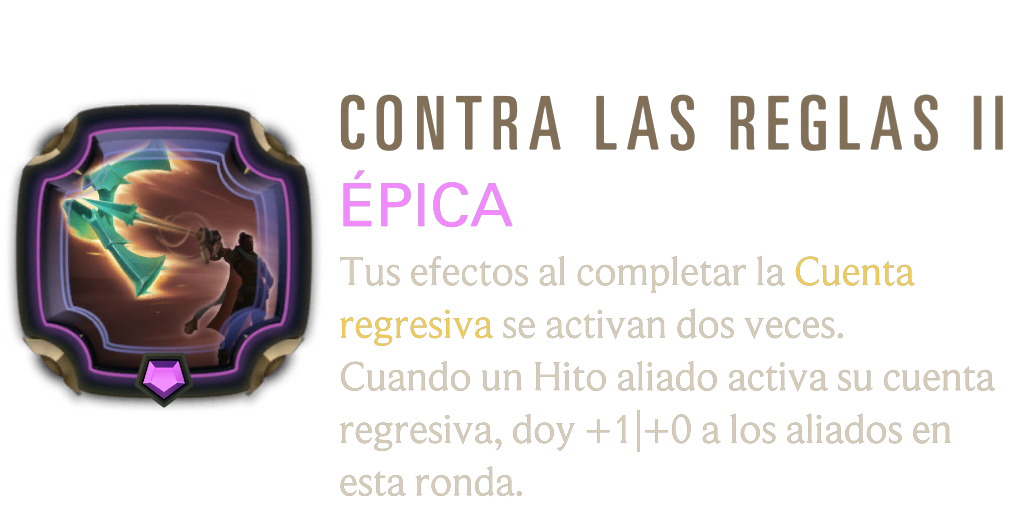 CONTRA LAS REGLAS II
ÉPICA
Tus efectos al completar la Cuenta
regresiva se activan dos veces.
Cuando un Hito aliado activa su cuenta
regresiva, doy +1|+0 a los aliados en
esta ronda.